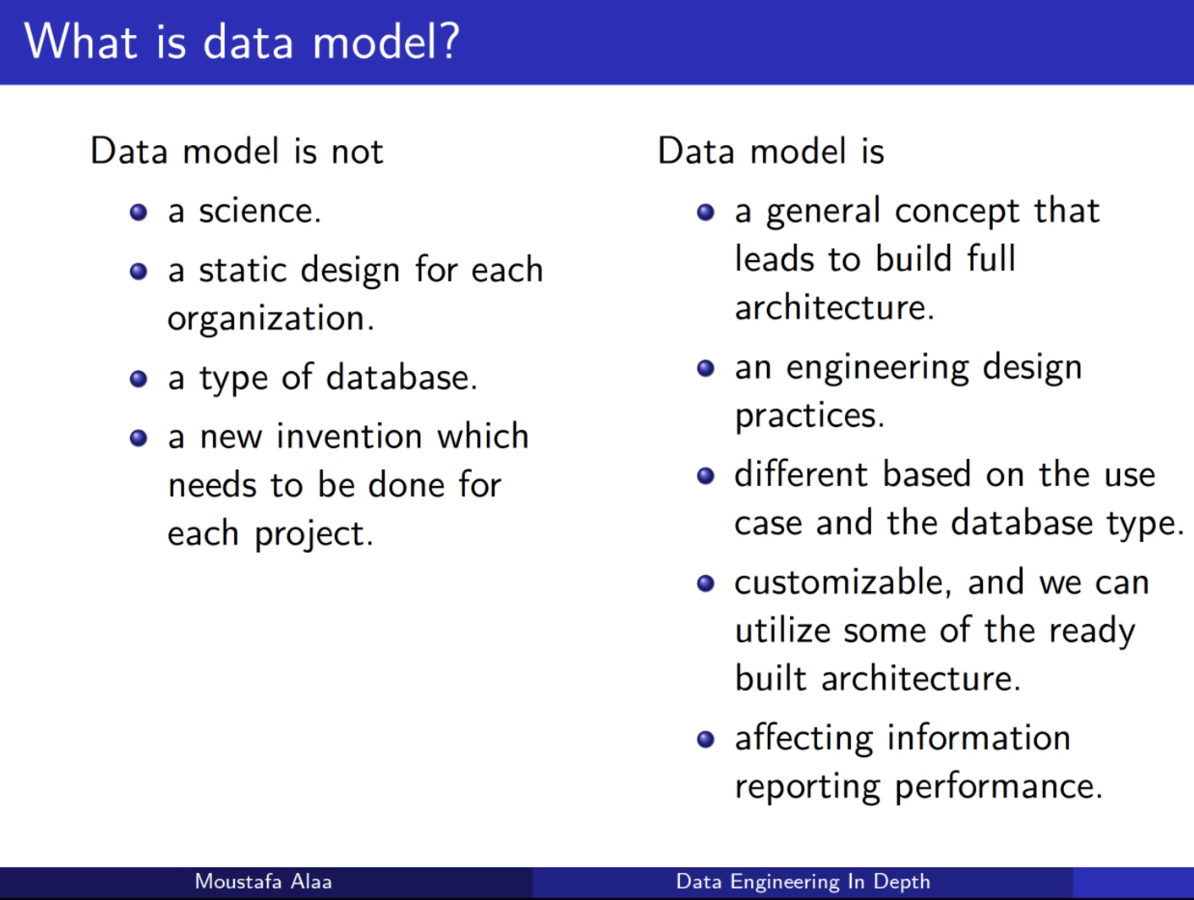 What is data model?
Data model is not
a science.
a static design for each
organization.
a type of database.
a new invention which
needs to be done for
each project.
Data model is
a general concept that
leads to build full
architecture.
an engineering design
practices.
different based on the use
case and the database type.
customizable, and we can
utilize some of the ready
built architecture.
affecting information
reporting performance.
Moustafa Alaa
Data Engineering In Depth